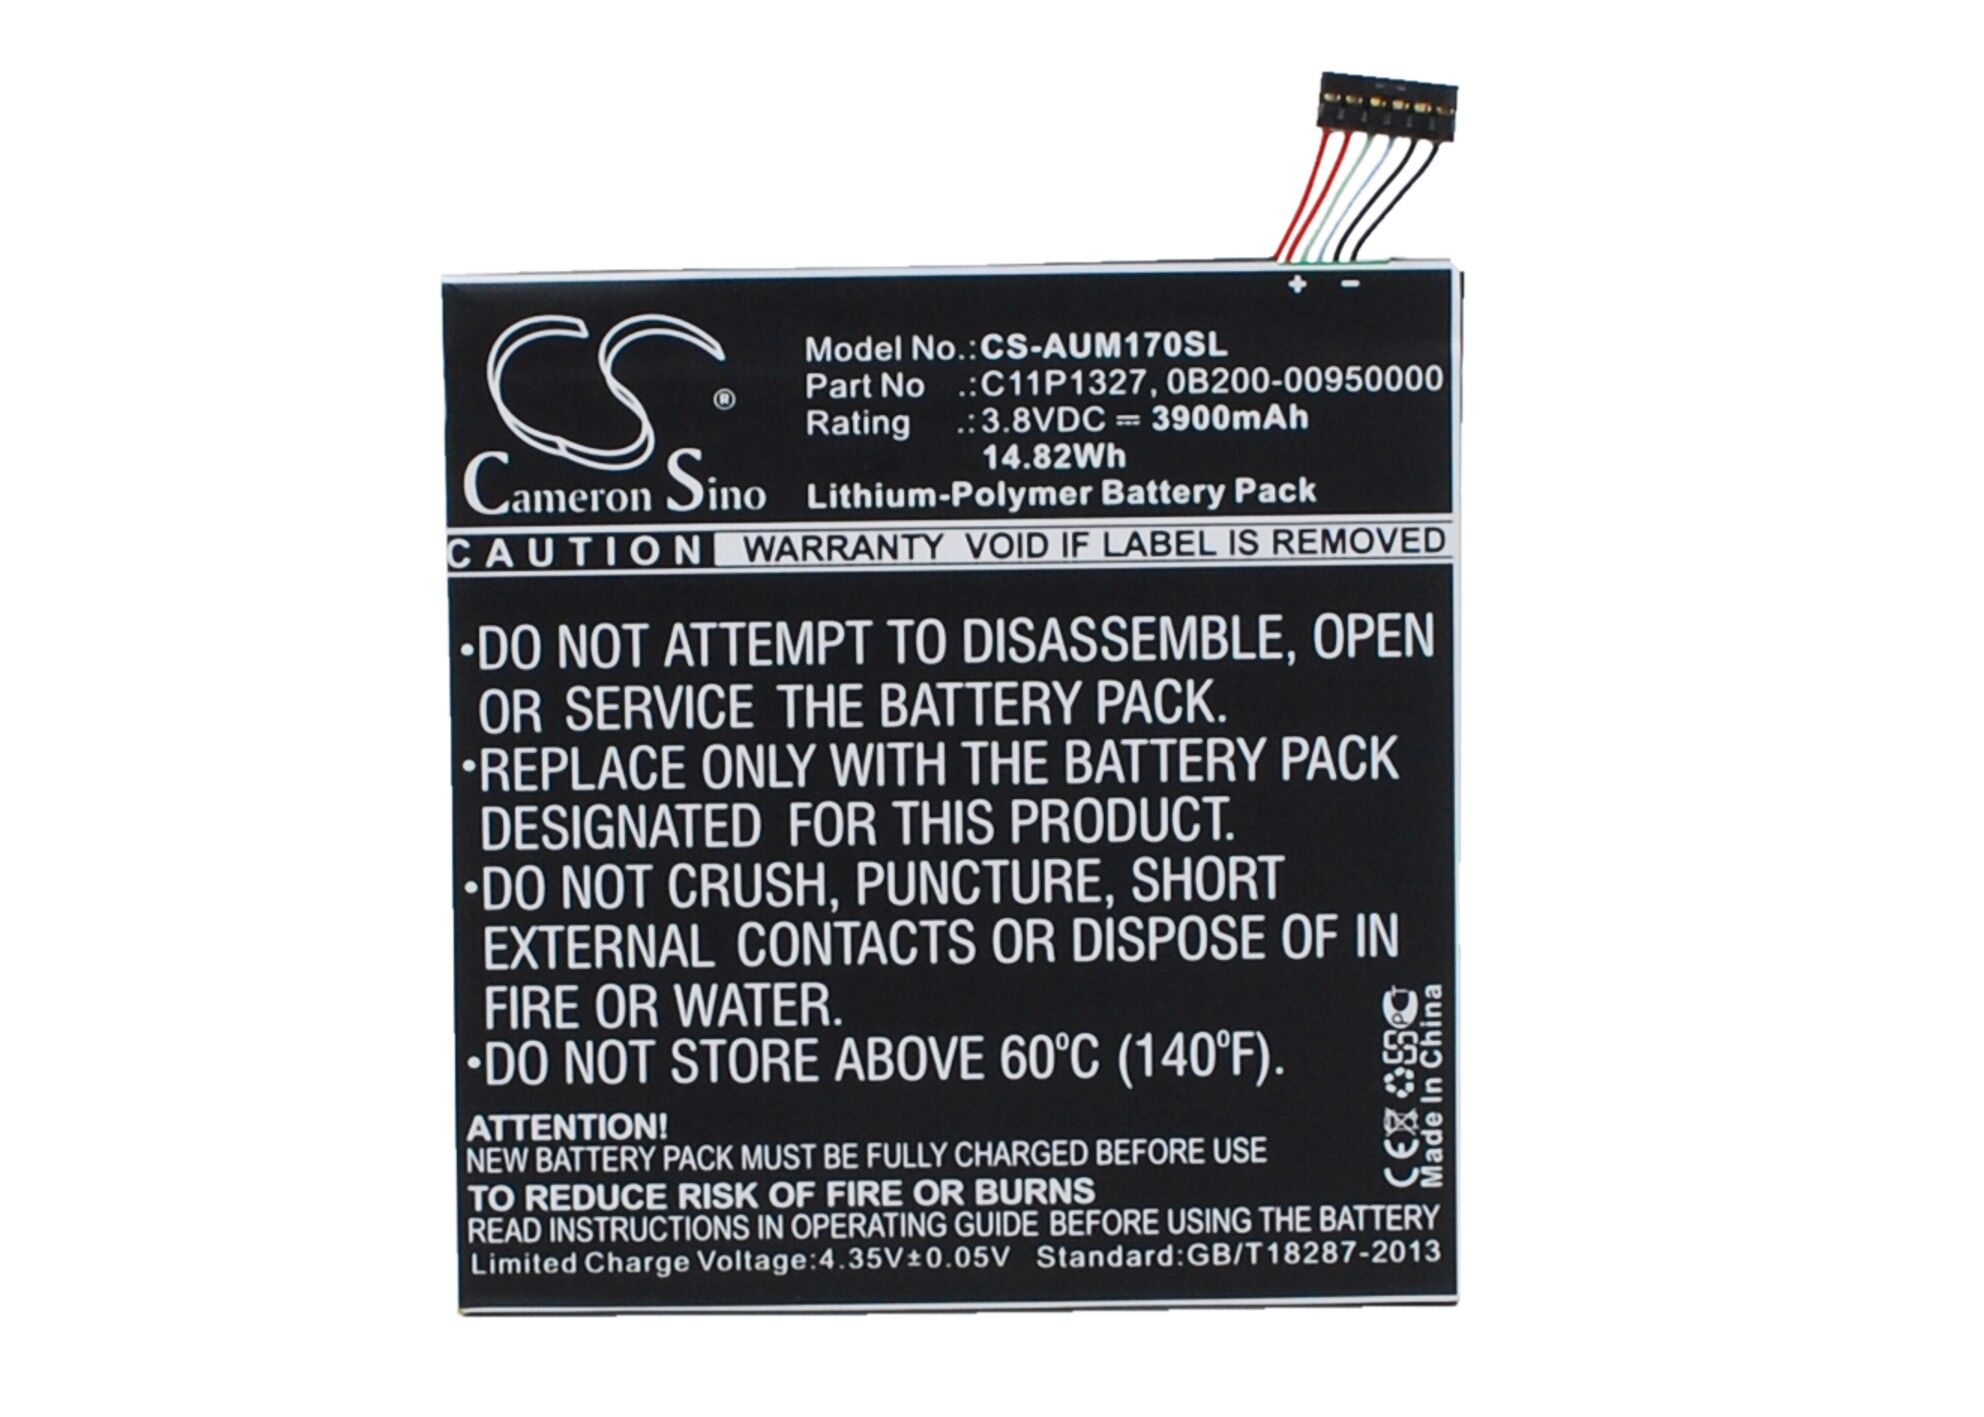 + −
CS ®
Cameron Sino
Model No.:CS-AUM170SL
Part No .:C11P1327, 0B200-00950000
Rating .:3.8VDC ⎓ 3900mAh
14.82Wh
Lithium-Polymer Battery Pack
CAUTION WARRANTY VOID IF LABEL IS REMOVED
•DO NOT ATTEMPT TO DISASSEMBLE, OPEN
OR SERVICE THE BATTERY PACK.
•REPLACE ONLY WITH THE BATTERY PACK
DESIGNATED FOR THIS PRODUCT.
•DO NOT CRUSH, PUNCTURE, SHORT
EXTERNAL CONTACTS OR DISPOSE OF IN
FIRE OR WATER.
•DO NOT STORE ABOVE 60ºC (140ºF).
CE PCT
Made In China
ATTENTION!
NEW BATTERY PACK MUST BE FULLY CHARGED BEFORE USE
TO REDUCE RISK OF FIRE OR BURNS
READ INSTRUCTIONS IN OPERATING GUIDE BEFORE USING THE BATTERY
Limited Charge Voltage:4.35V±0.05V Standard:GB/T18287-2013